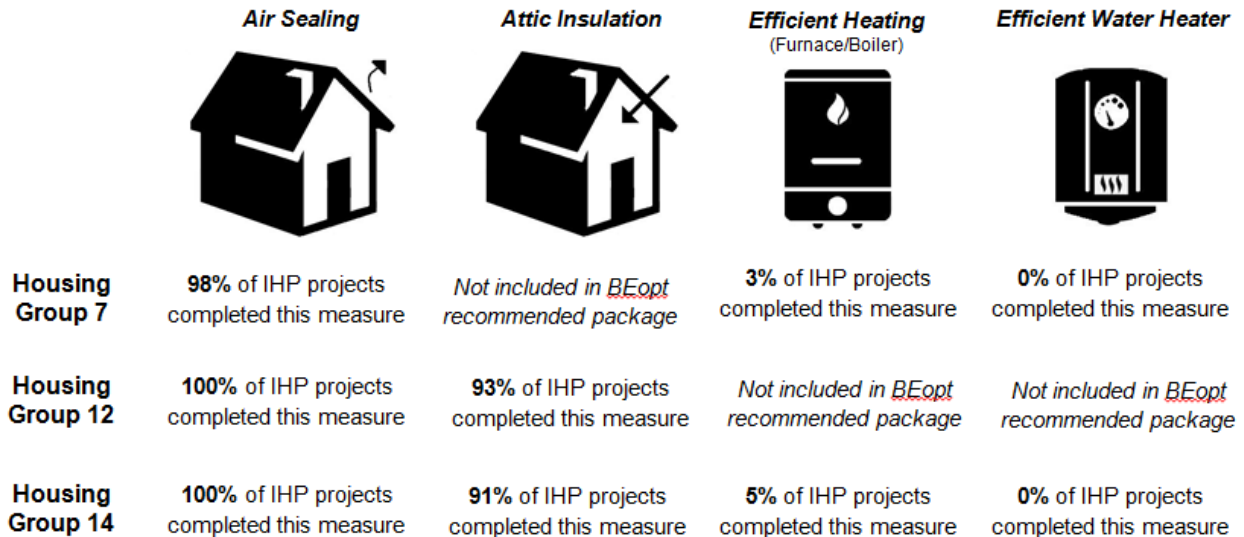 Air Sealing
Attic Insulation
Efficient Heating
(Furnace/Boiler)
Efficient Water Heater
Housing
Group 7
98% of IHP projects
completed this measure
Not included in BEopt
recommended package
3% of IHP projects
completed this measure
0% of IHP projects
completed this measure
Housing
Group 12
100% of IHP projects
completed this measure
93% of IHP projects
completed this measure
Not included in BEopt
recommended package
Not included in BEopt
recommended package
Housing
Group 14
100% of IHP projects
completed this measure
91% of IHP projects
completed this measure
5% of IHP projects
completed this measure
0% of IHP projects
completed this measure